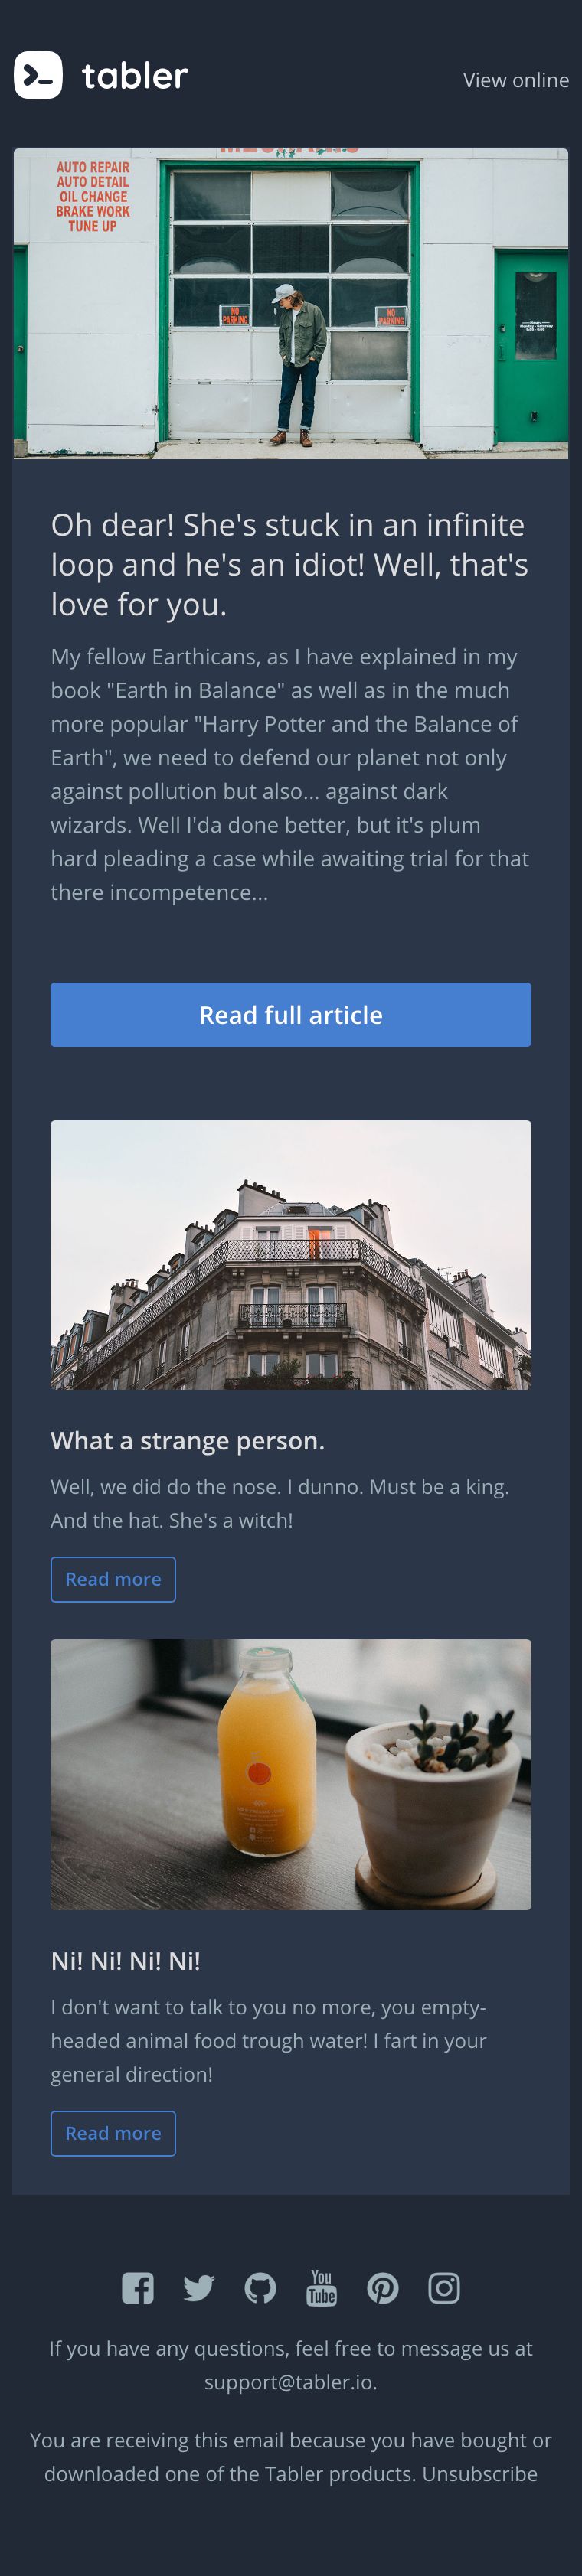 tabler
View online
AUTO REPAIR
AUTO DETAIL
OIL CHANGE
BRAKE WORK
TUNE UP
NO
PARKING
NO
PARKING
Oh dear! She's stuck in an infinite
loop and he's an idiot! Well, that's
love for you.
My fellow Earthicans, as I have explained in my
book "Earth in Balance" as well as in the much
more popular "Harry Potter and the Balance of
Earth", we need to defend our planet not only
against pollution but also... against dark
wizards. Well I'da done better, but it's plum
hard pleading a case while awaiting trial for that
there incompetence...
Read full article
What a strange person.
Well, we did do the nose. I dunno. Must be a king.
And the hat. She's a witch!
Read more
Ni! Ni! Ni! Ni!
I don't want to talk to you no more, you empty-
headed animal food trough water! I fart in your
general direction!
Read more
You
Tube
If you have any questions, feel free to message us at
support@tabler.io.
You are receiving this email because you have bought or
downloaded one of the Tabler products. Unsubscribe